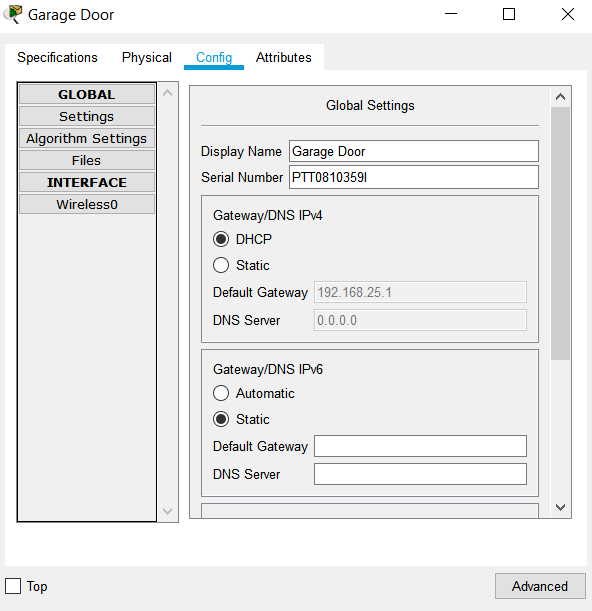 Garage Door
Specifications Physical Config Attributes
GLOBAL
Settings
Algorithm Settings
Files
INTERFACE
Wireless0
Global Settings
Display Name Garage Door
Serial Number PTT0810359I
Gateway/DNS IPv4
DHCP
Static
Default Gateway 192.168.25.1
DNS Server 0.0.0.0
Gateway/DNS IPv6
Automatic
Static
Default Gateway
DNS Server
Top Advanced